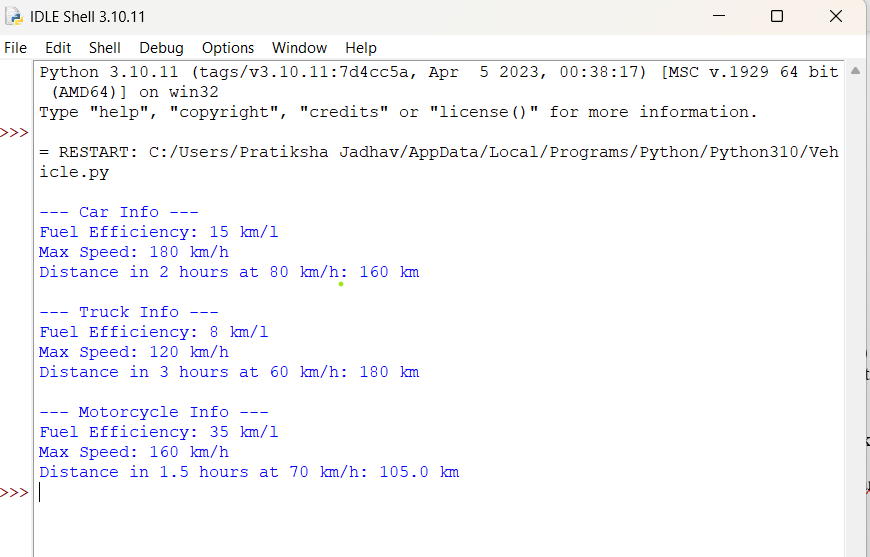 IDLE Shell 3.10.11
File Edit Shell Debug Options Window Help
Python 3.10.11 (tags/v3.10.11:7d4cc5a, Apr  5 2023, 00:38:17) [MSC v.1929 64 bit
(AMD64)] on win32
Type "help", "copyright", "credits" or "license()" for more information.
>>>
= RESTART: C:/Users/Pratiksha Jadhav/AppData/Local/Programs/Python/Python310/Veh
icle.py
--- Car Info ---
Fuel Efficiency: 15 km/l
Max Speed: 180 km/h
Distance in 2 hours at 80 km/h: 160 km
--- Truck Info ---
Fuel Efficiency: 8 km/l
Max Speed: 120 km/h
Distance in 3 hours at 60 km/h: 180 km
--- Motorcycle Info ---
Fuel Efficiency: 35 km/l
Max Speed: 160 km/h
Distance in 1.5 hours at 70 km/h: 105.0 km
>>>